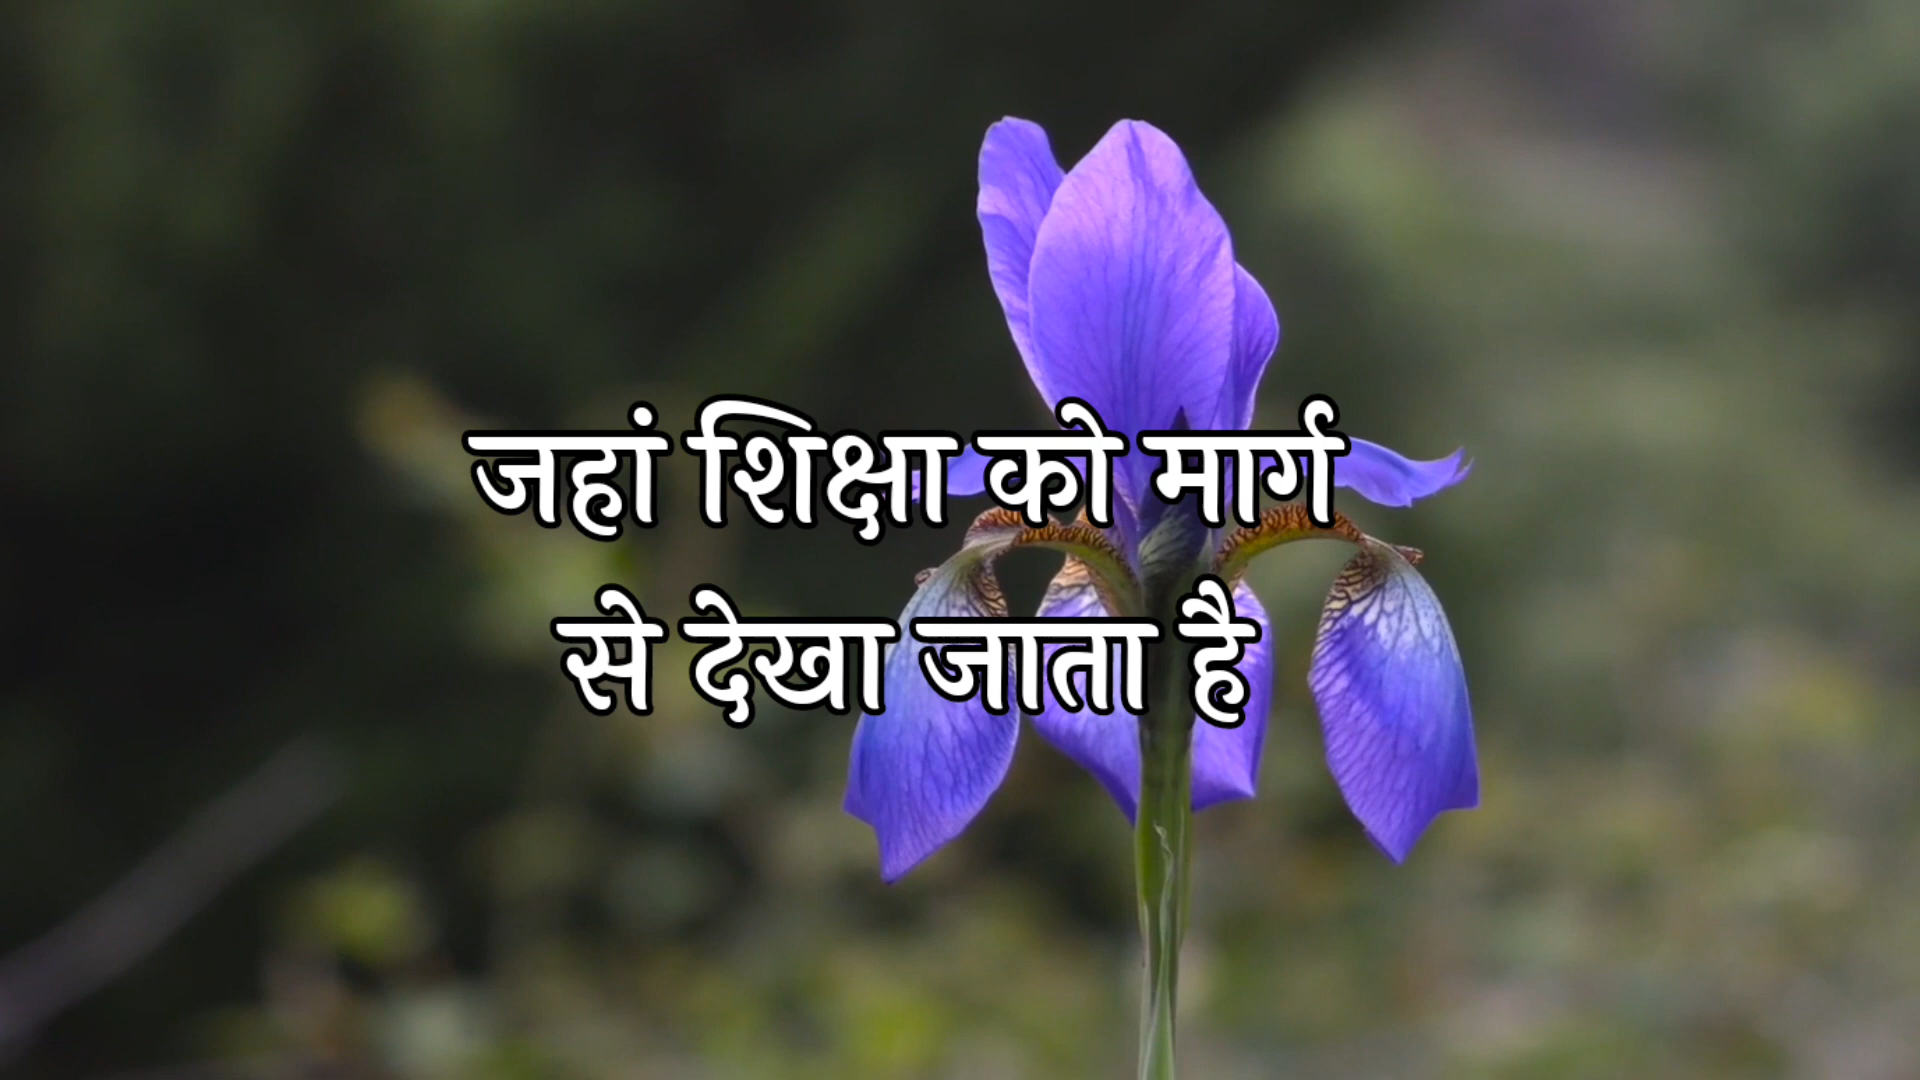 जहां शिक्षा को मार्ग
से देखा जाता है